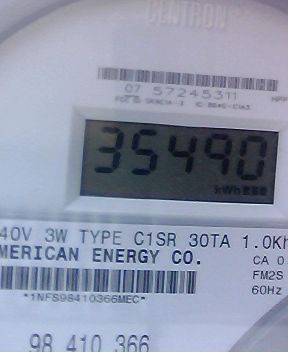 CENTRON®
07 57245311
35490
kWh
40V 3W TYPE C1SR 30TA 1.0Kh
MERICAN ENERGY CO.
CA 0.
FM2S
60Hz
*1NFS98410366MEC*
98 410 366